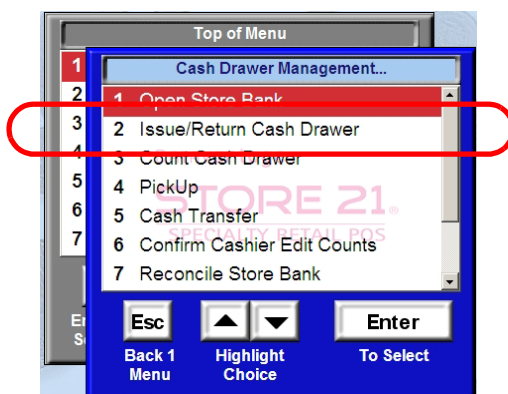 Top of Menu
Cash Drawer Management...
1
1 Open Store Bank
2
2 Issue/Return Cash Drawer
3
3 Count Cash Drawer
4
4 PickUp
STORE 21®
5
5 Cash Transfer
SPECIALTY RETAIL POS
6
6 Confirm Cashier Edit Counts
7
7 Reconcile Store Bank
Esc
Enter
Back 1
Menu
Highlight
Choice
To Select